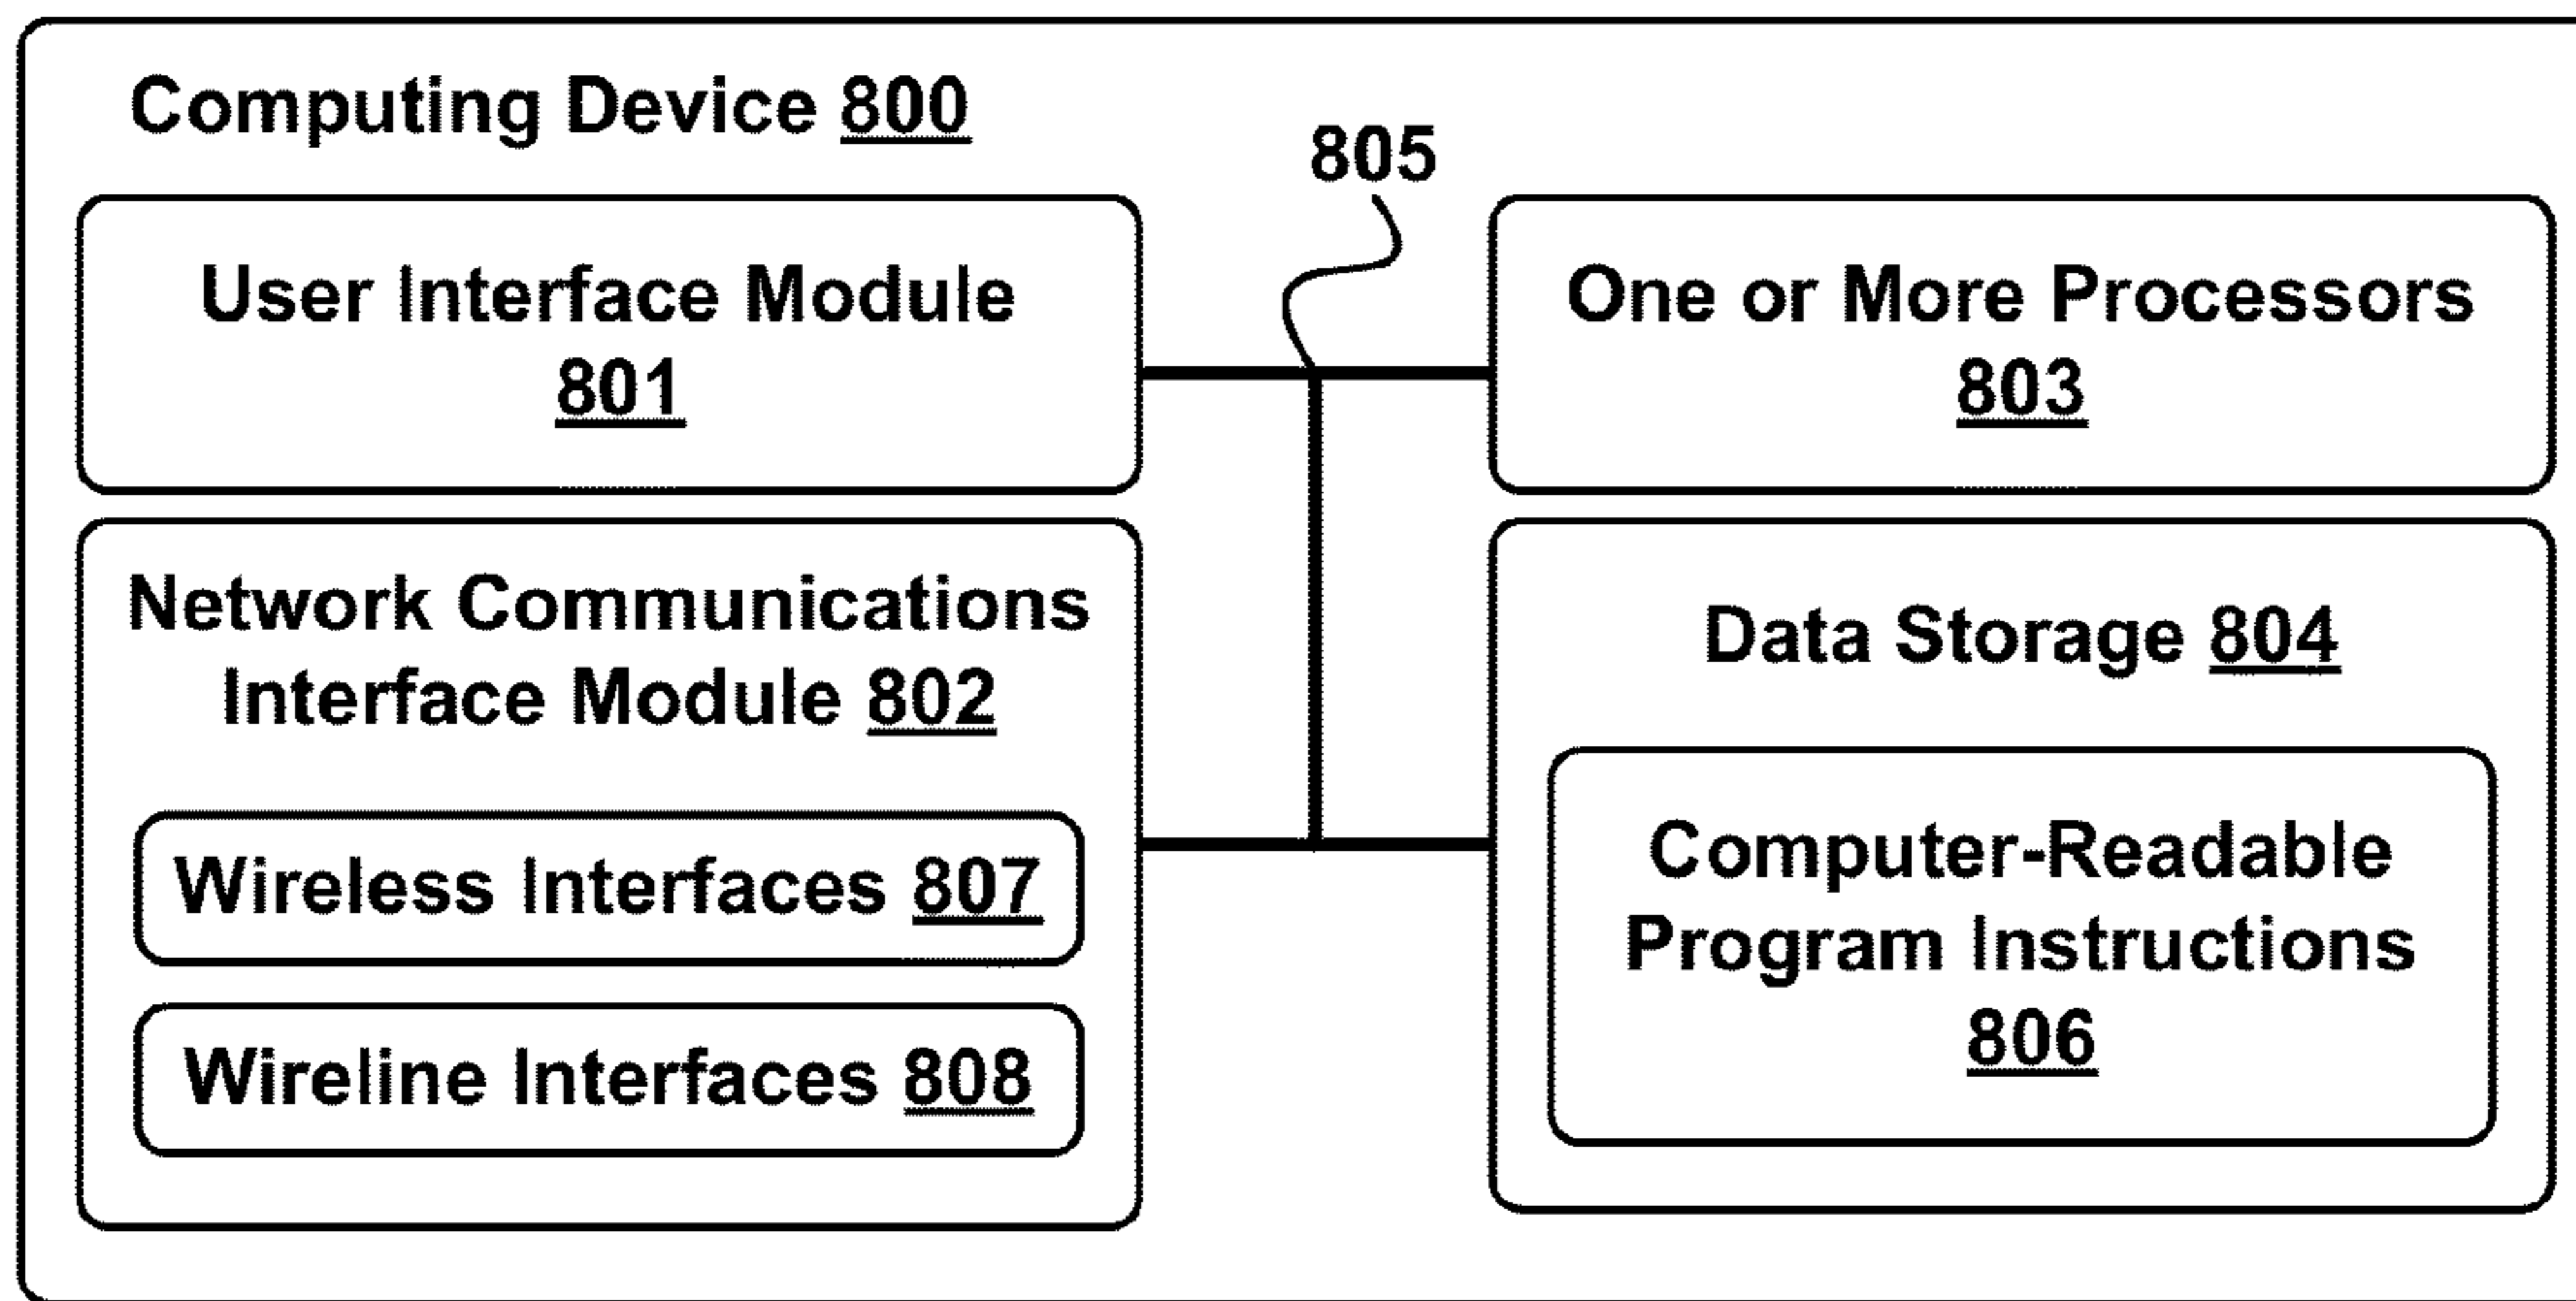 Computing Device 800
805
User Interface Module
801
One or More Processors
803
Network Communications
Interface Module 802
Wireless Interfaces 807
Wireline Interfaces 808
Data Storage 804
Computer-Readable
Program Instructions
806